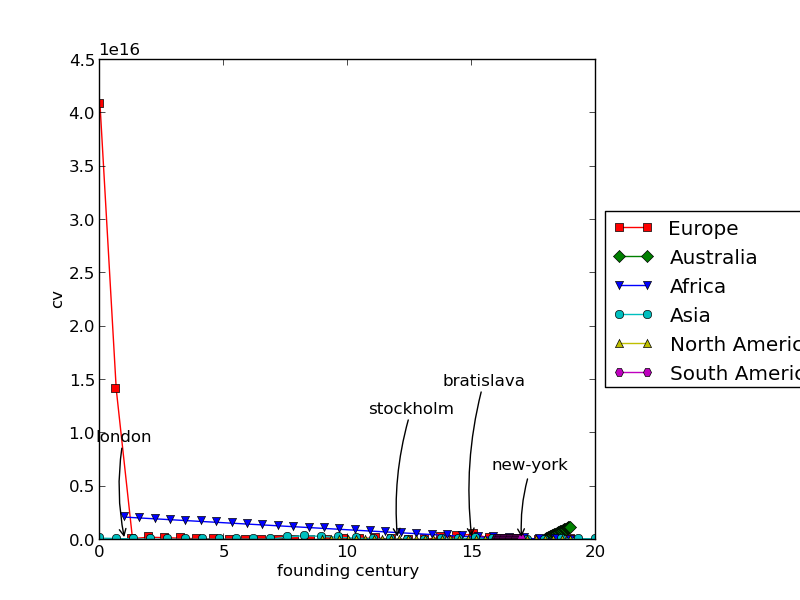 1e16
4.5
4.0
3.5
3.0
2.5
2.0
1.5
1.0
0.5
0.0
cv
0 5 10 15 20
founding century
london
stockholm
bratislava
new-york
Europe
Australia
Africa
Asia
North Americ
South Americ